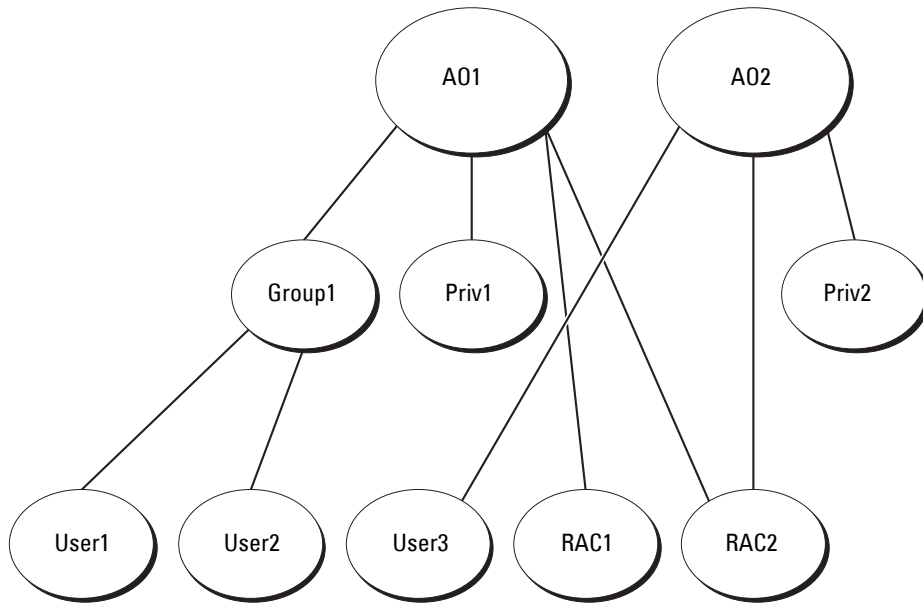 AO1
AO2
Group1
Priv1
Priv2
User1
User2
User3
RAC1
RAC2